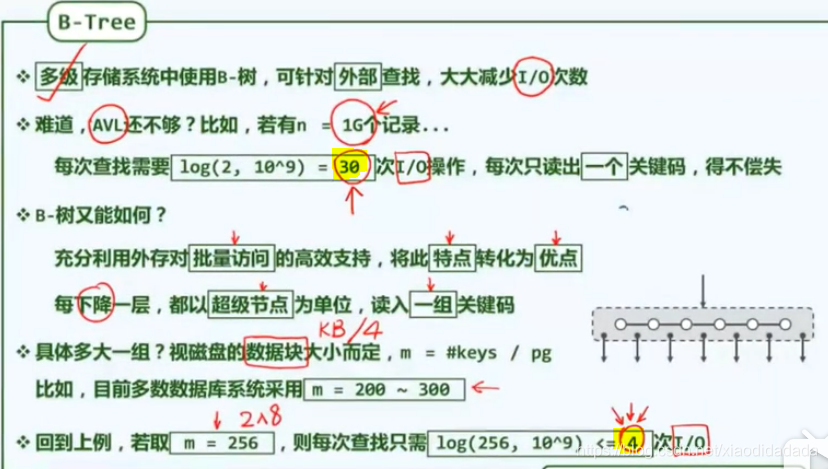 B-Tree
多级存储系统中使用B-树，可针对外部查找，大大减少I/O次数
难道，AVL还不够？比如，若有n = 1G个记录...
每次查找需要 log(2, 10^9) = 30 次I/O操作，每次只读出一个关键码，得不偿失
B-树又能如何？
充分利用外存对批量访问的高效支持，将此特点转化为优点
每下降一层，都以超级节点为单位，读入一组关键码
KB/4
具体多大一组？视磁盘的数据块大小而定，m = #keys / pg
比如，目前多数数据库系统采用 m = 200 ~ 300
2^8
回到上例，若取 m = 256 ，则每次查找只需 log(256, 10^9) <= 4 次I/O
https://blog.csdn.net/xiaodidadada